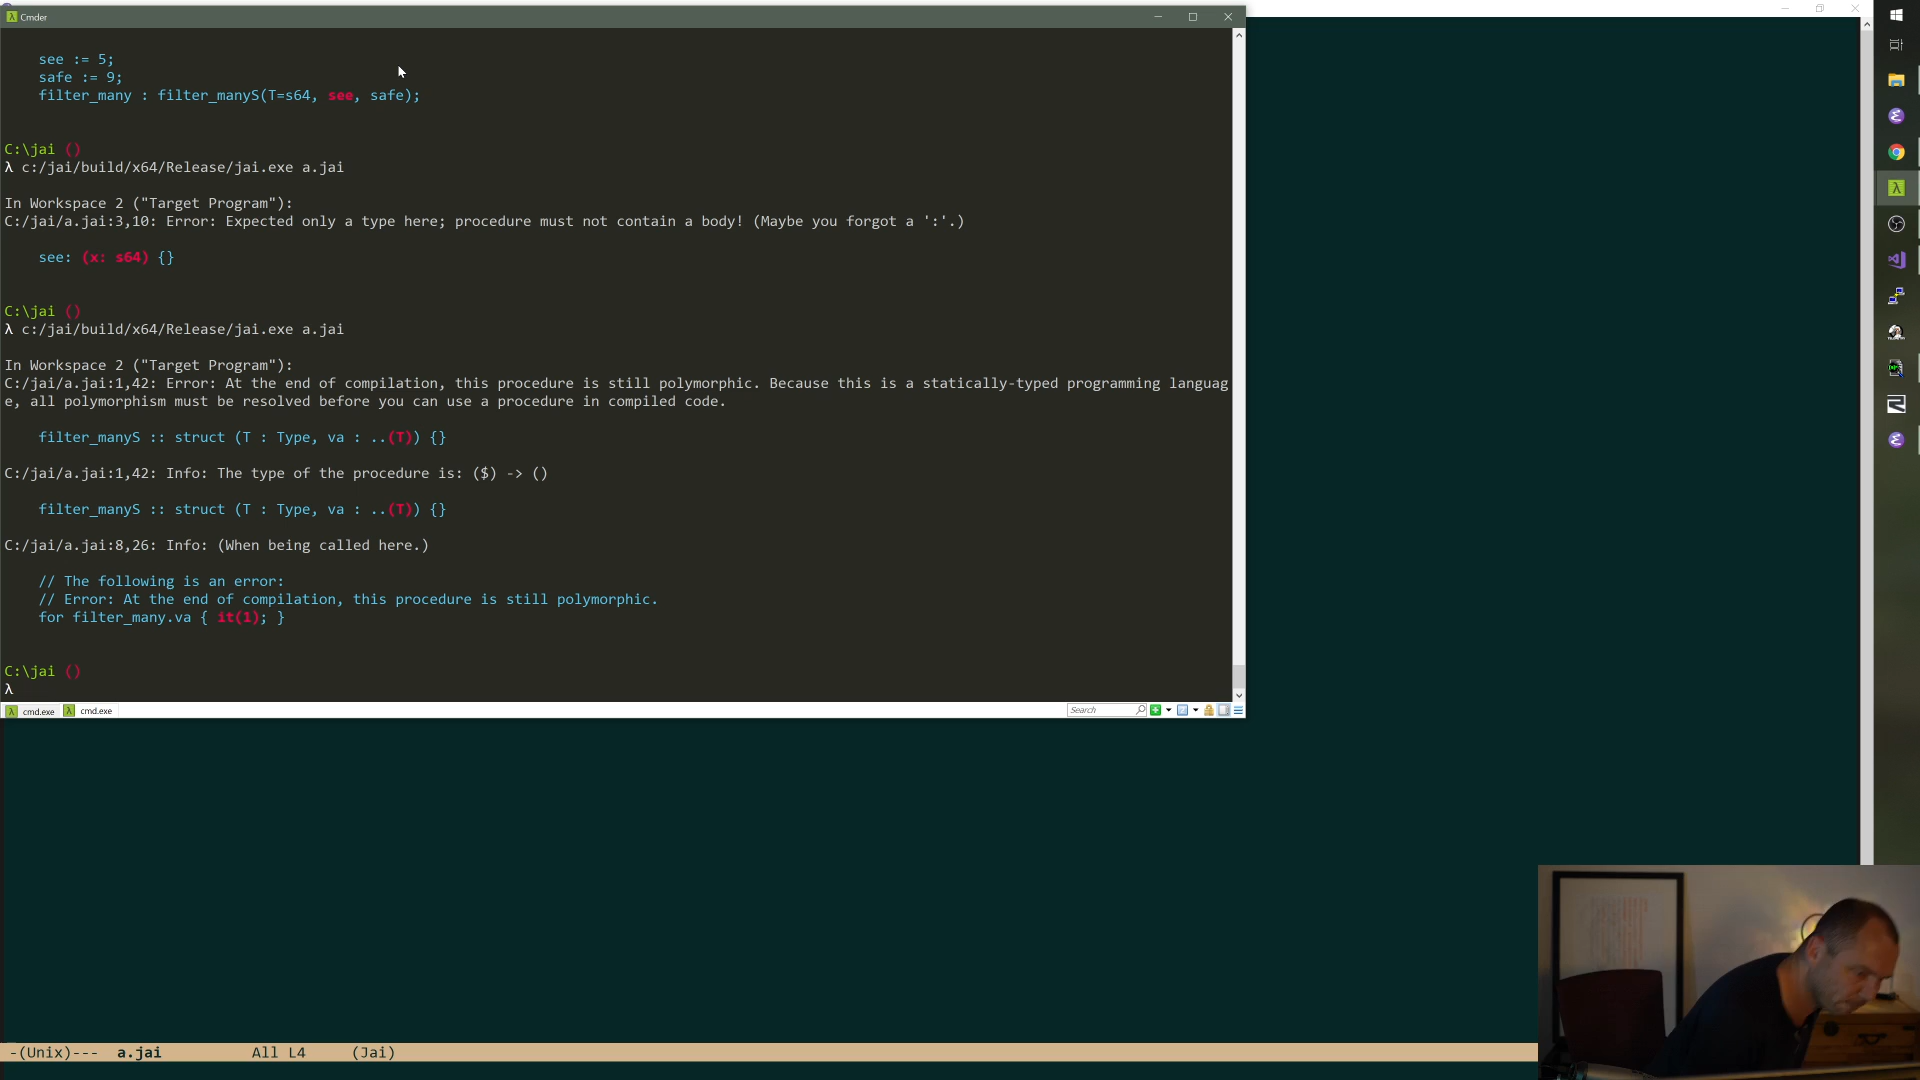 Cmder
see := 5;
safe := 9;
filter_many : filter_manyS(T=s64, see, safe);
C:\jai ()
λ c:/jai/build/x64/Release/jai.exe a.jai
In Workspace 2 ("Target Program"):
C:/jai/a.jai:3,10: Error: Expected only a type here; procedure must not contain a body! (Maybe you forgot a ':'.)
see: (x: s64) {}
C:\jai ()
λ c:/jai/build/x64/Release/jai.exe a.jai
In Workspace 2 ("Target Program"):
C:/jai/a.jai:1,42: Error: At the end of compilation, this procedure is still polymorphic. Because this is a statically-typed programming languag
e, all polymorphism must be resolved before you can use a procedure in compiled code.
filter_manyS :: struct (T : Type, va : ..(T)) {}
C:/jai/a.jai:1,42: Info: The type of the procedure is: ($) -> ()
filter_manyS :: struct (T : Type, va : ..(T)) {}
C:/jai/a.jai:8,26: Info: (When being called here.)
// The following is an error:
// Error: At the end of compilation, this procedure is still polymorphic.
for filter_many.va { it(1); }
C:\jai ()
λ
cmd.exe cmd.exe Search
-(Unix)--- a.jai All L4 (Jai)